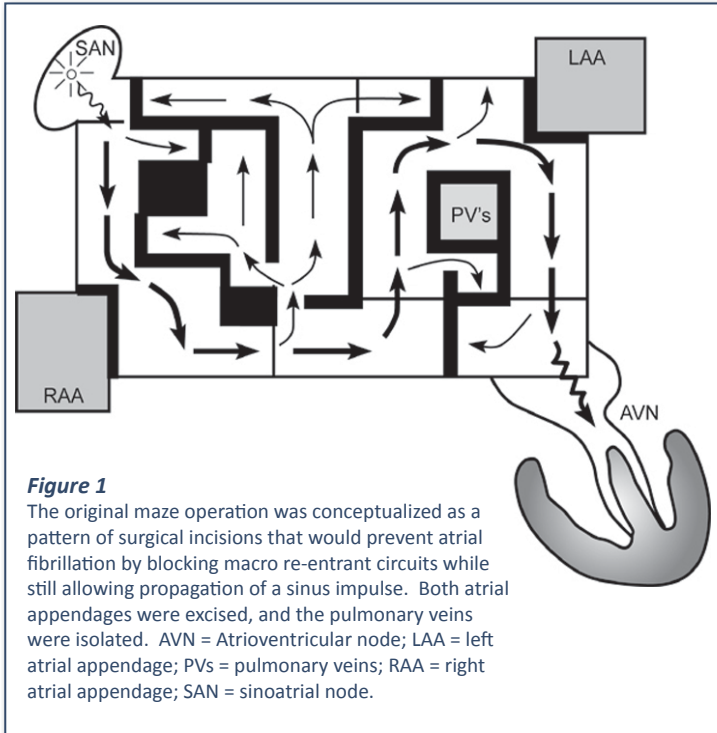 SAN
LAA
PV's
RAA
AVN
Figure 1
The original maze operation was conceptualized as a
pattern of surgical incisions that would prevent atrial
fibrillation by blocking macro re-entrant circuits while
still allowing propagation of a sinus impulse.  Both atrial
appendages were excised, and the pulmonary veins
were isolated.  AVN = Atrioventricular node; LAA = left
atrial appendage; PVs = pulmonary veins; RAA = right
atrial appendage; SAN = sinoatrial node.